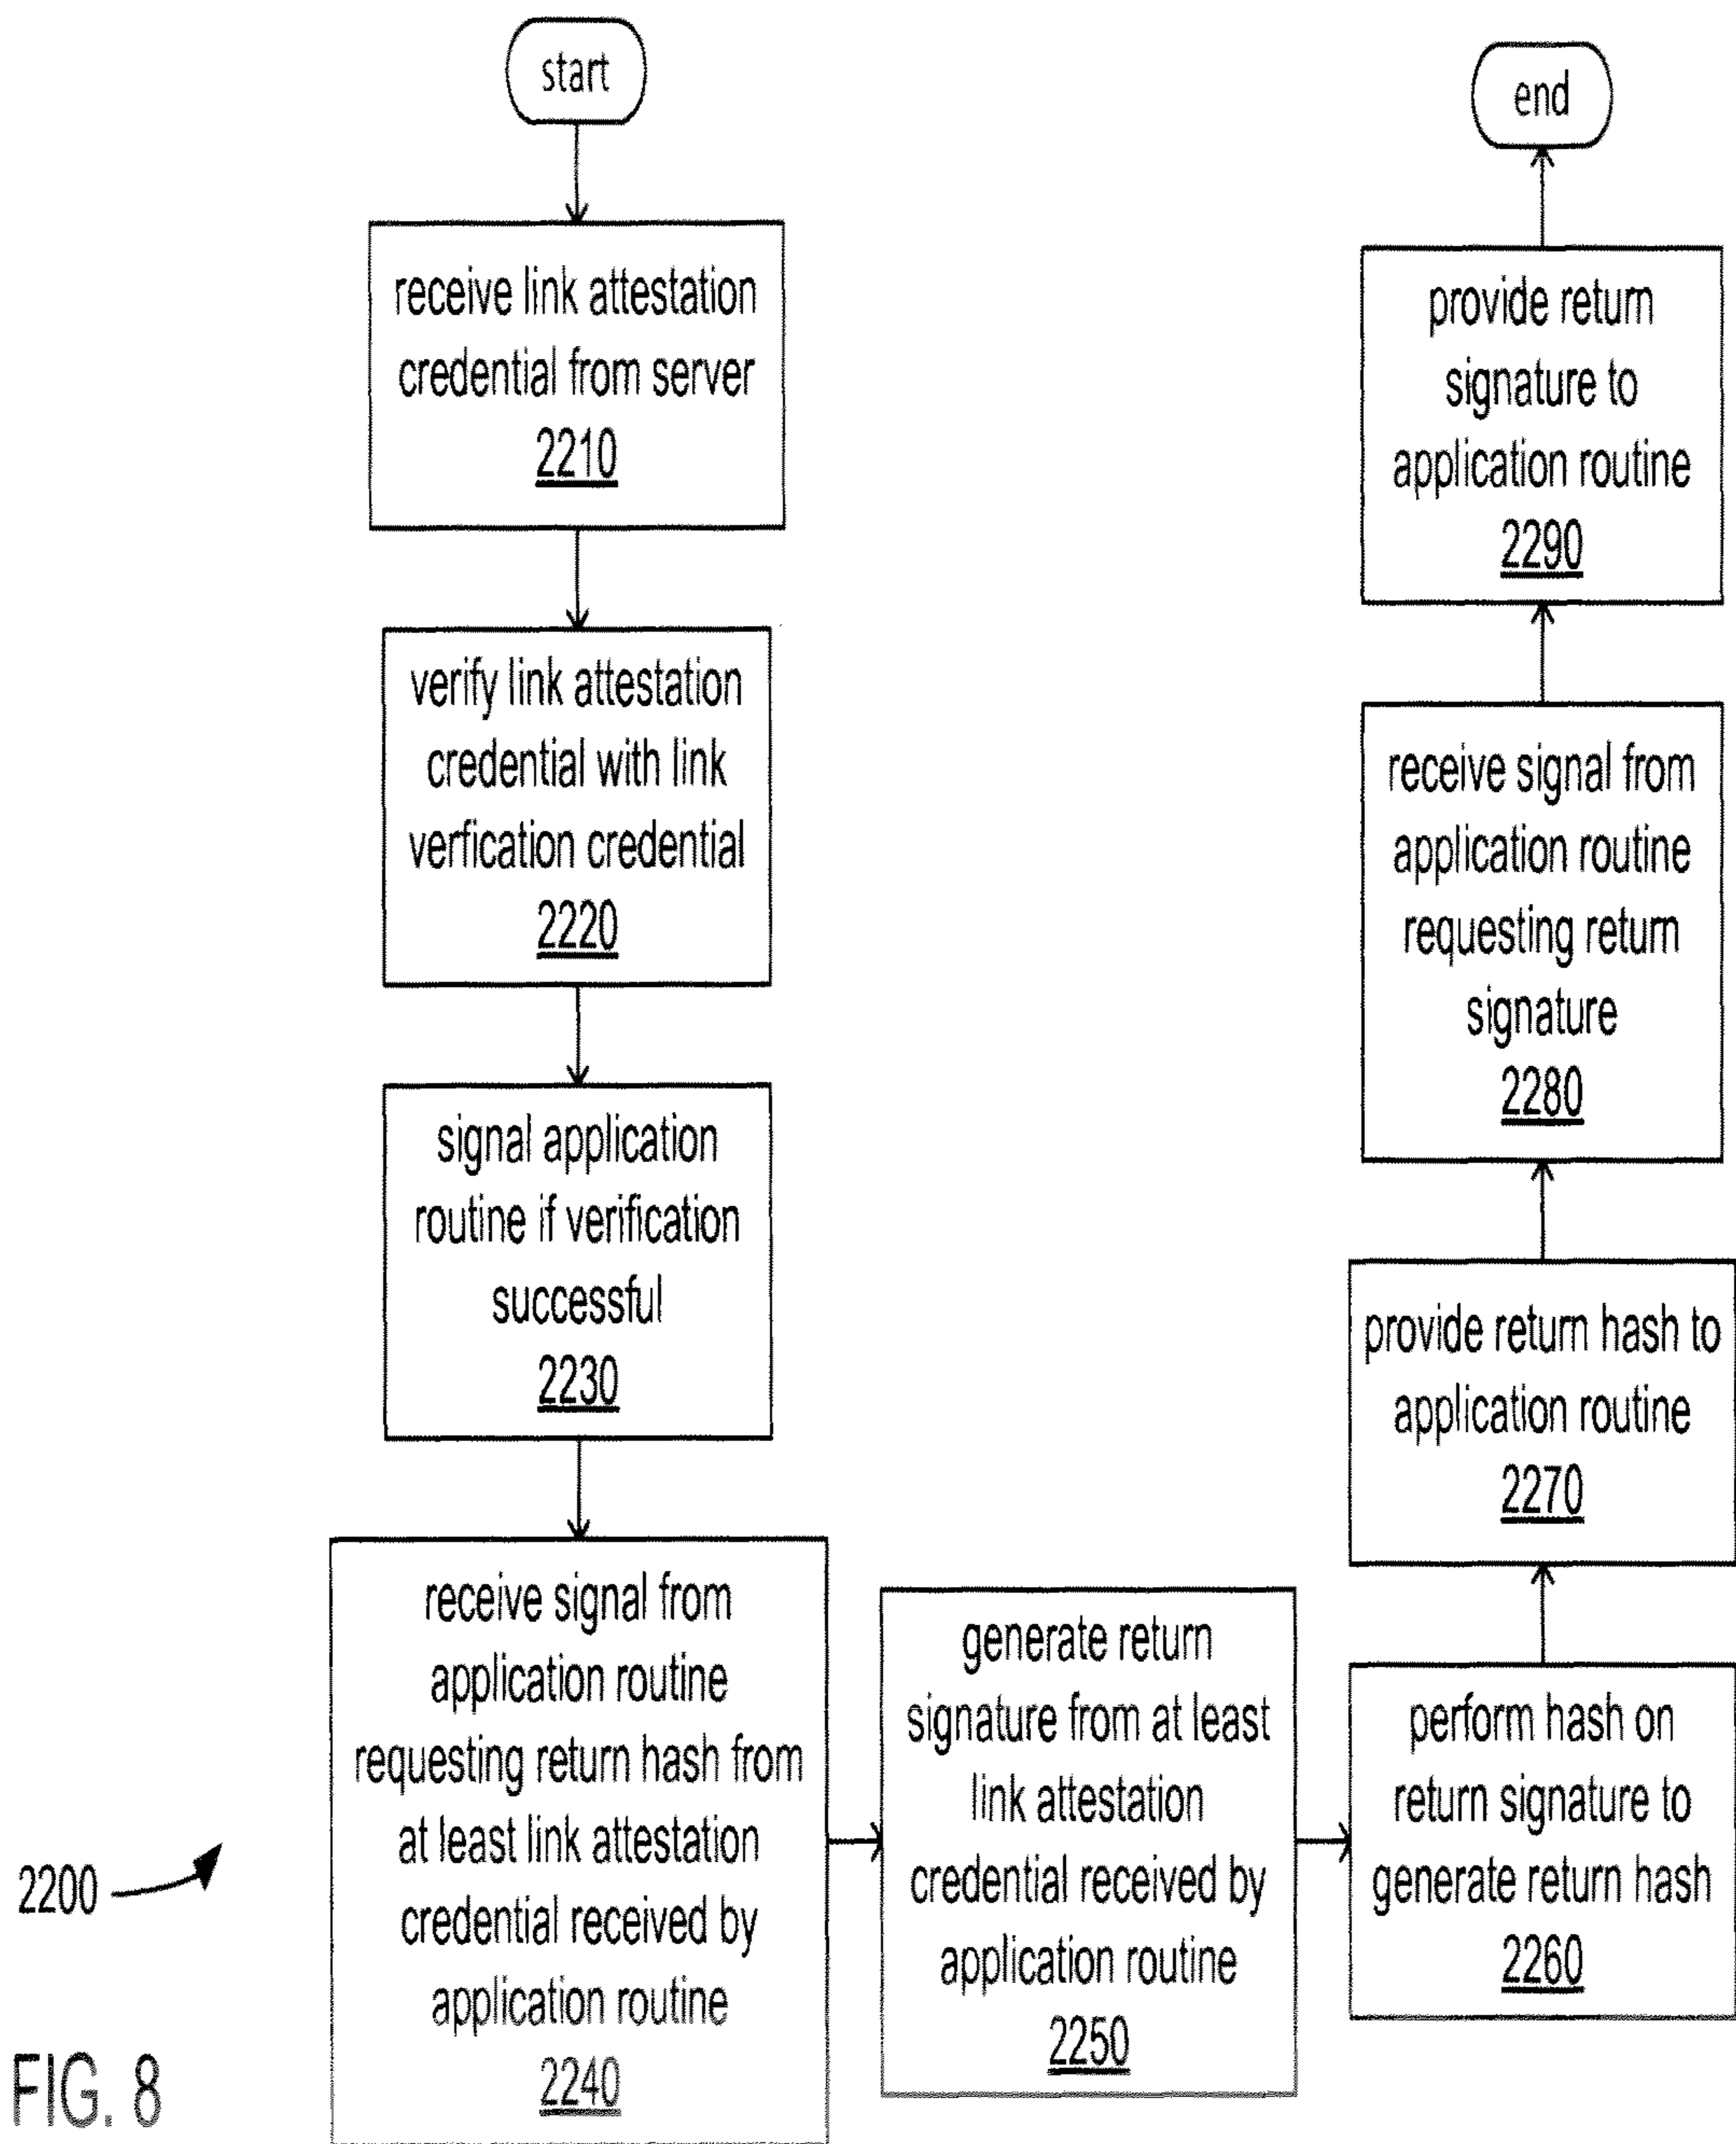 start
receive link attestation
credential from server
2210
verify link attestation
credential with link
verfication credential
2220
signal application
routine if verification
successful
2230
receive signal from
application routine
requesting return hash from
at least link attestation
credential received by
application routine
2240
generate return
signature from at least
link attestation
credential received by
application routine
2250
perform hash on
return signature to
generate return hash
2260
provide return hash to
application routine
2270
receive signal from
application routine
requesting return
signature
2280
provide return
signature to
application routine
2290
end
2200
FIG. 8